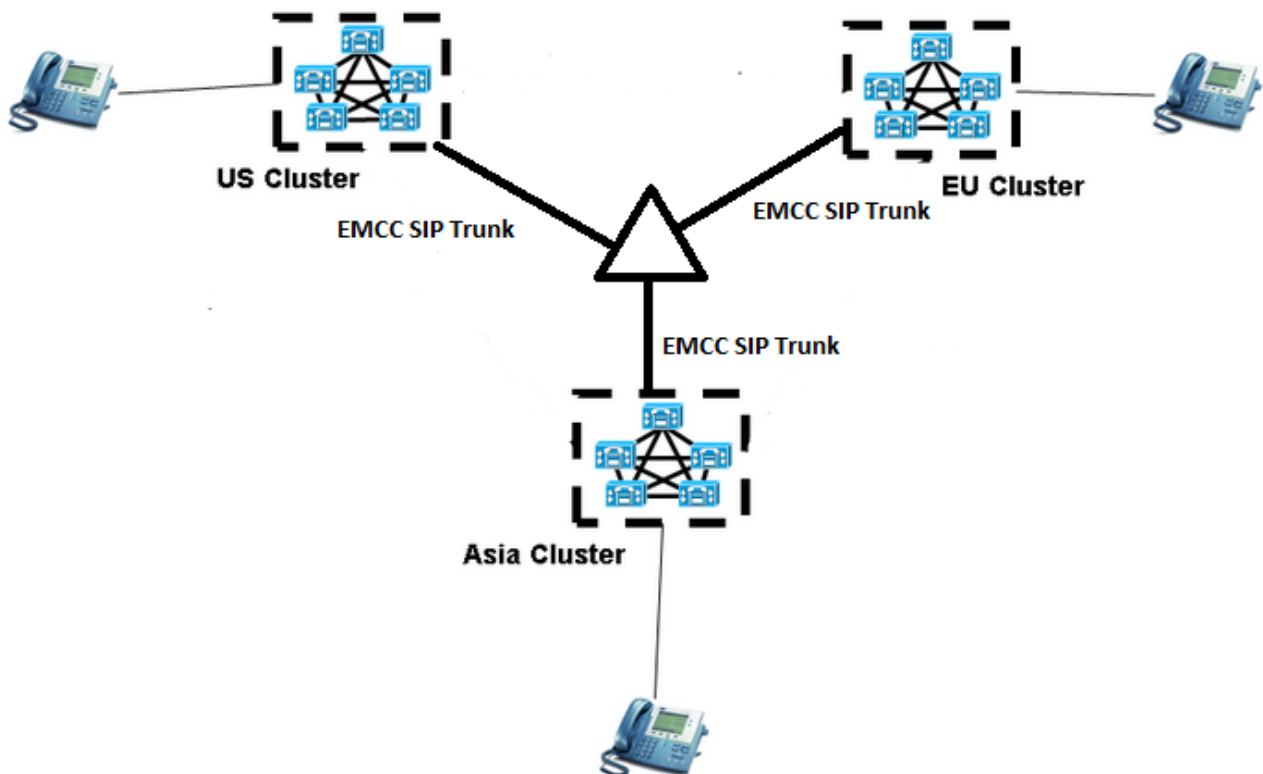 US Cluster
EU Cluster
EMCC SIP Trunk
EMCC SIP Trunk
EMCC SIP Trunk
Asia Cluster